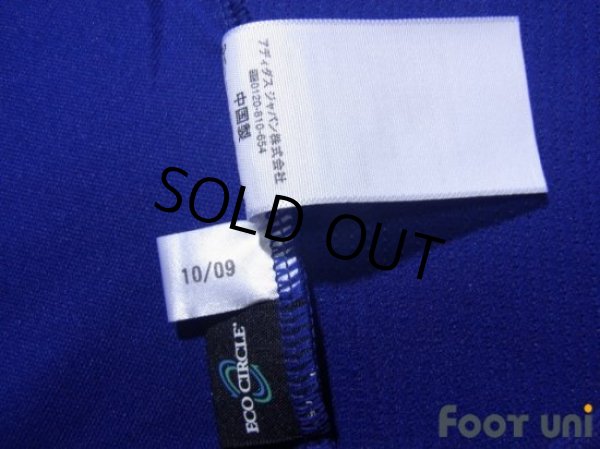 アディダス ジャパン株式会社
☎0120-810-654
中国製
SOLD OUT
10/09
ECO CIRCLE
FOOT UNI